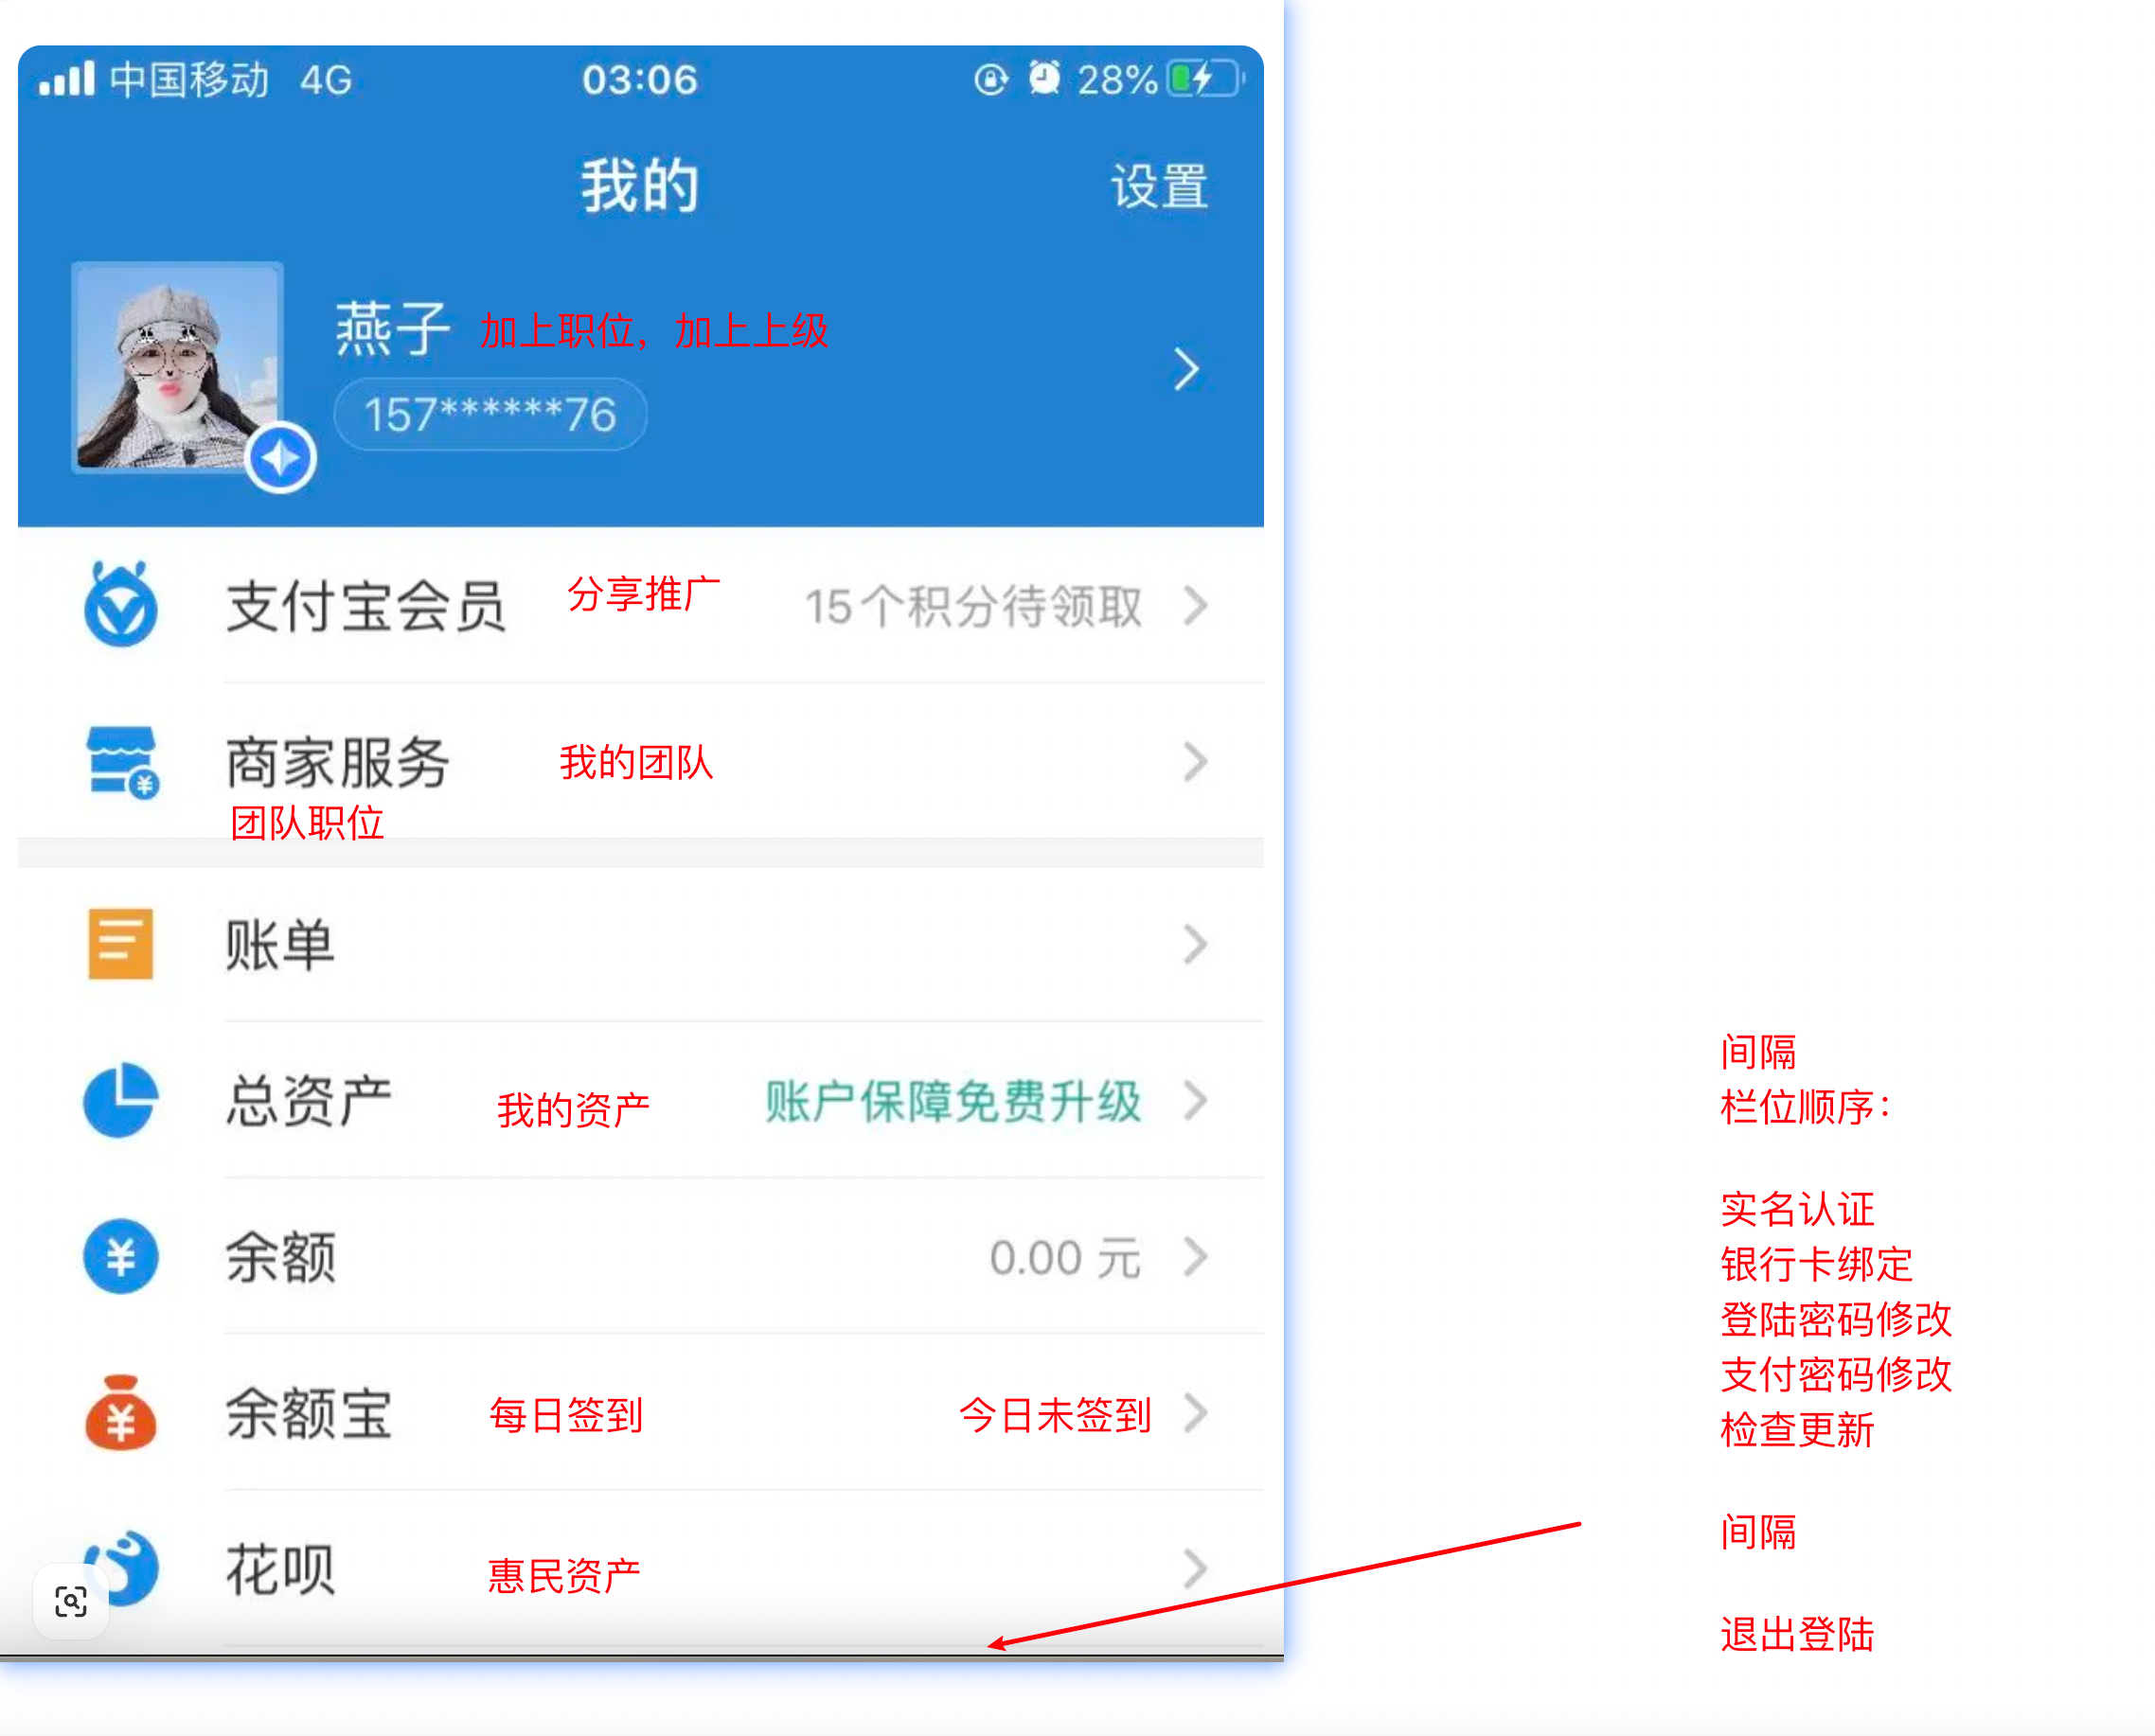 中国移动 4G 03:06 28%
我的 设置
燕子 加上职位，加上上级
157******76
支付宝会员 分享推广 15个积分待领取
商家服务 我的团队
团队职位
账单
总资产 我的资产 账户保障免费升级
余额 0.00 元
余额宝 每日签到 今日未签到
花呗 惠民资产
间隔
栏位顺序：
实名认证
银行卡绑定
登陆密码修改
支付密码修改
检查更新
间隔
退出登陆